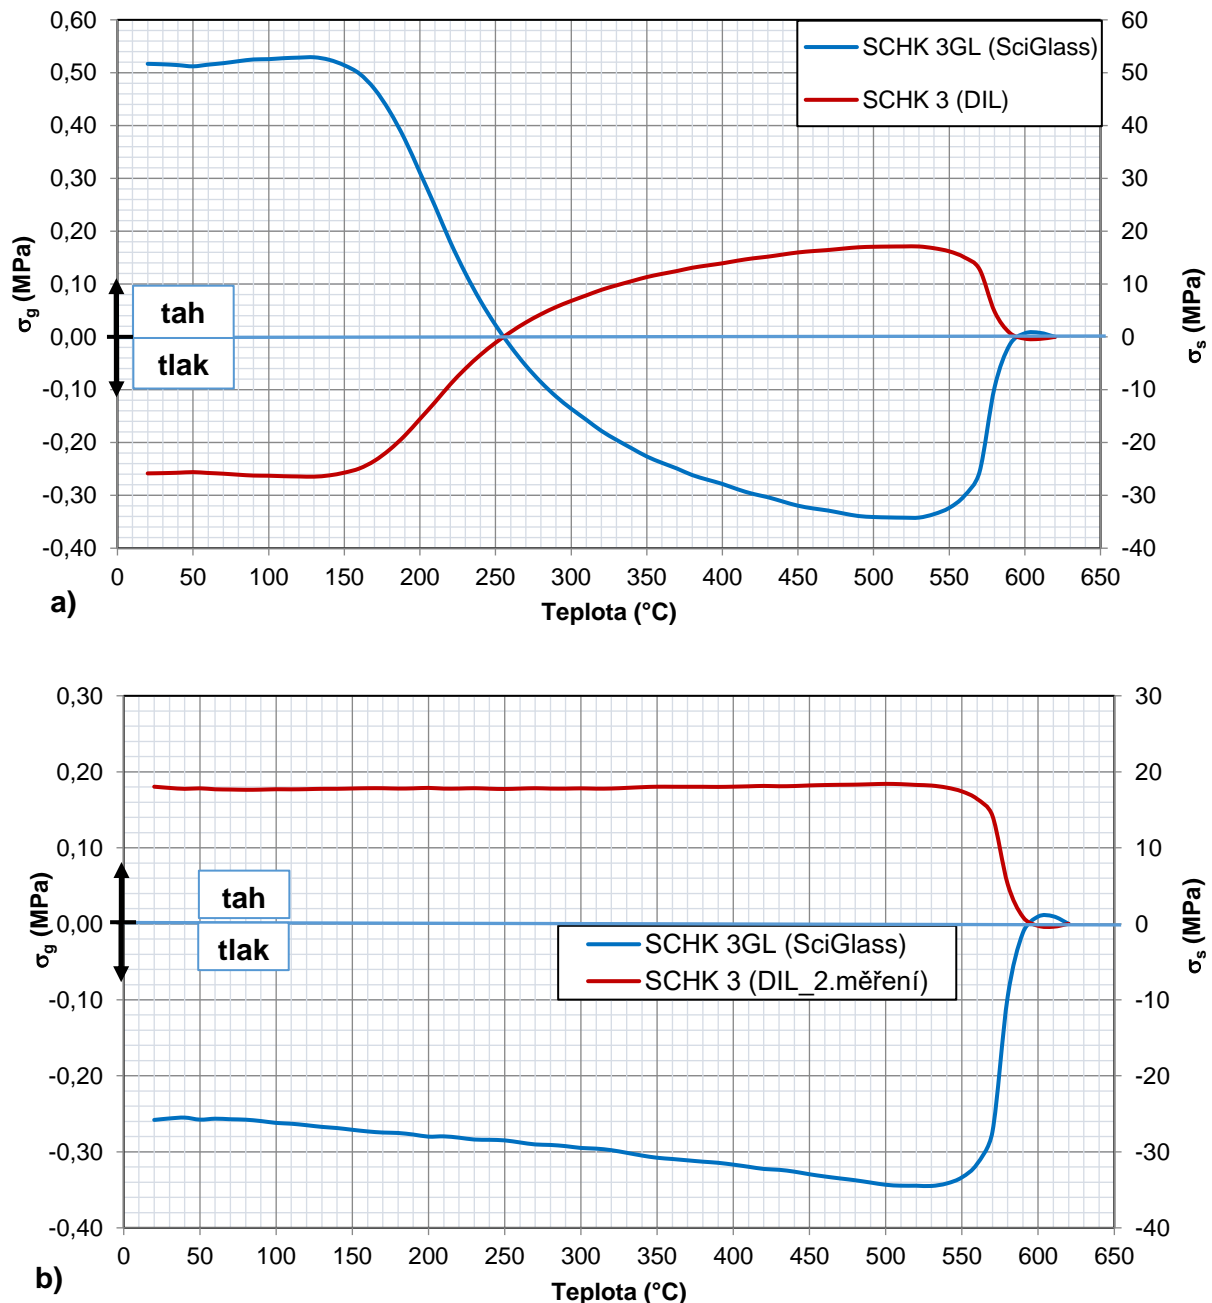 0,60
0,50
0,40
0,30
0,20
0,10
0,00
-0,10
-0,20
-0,30
-0,40
σg (MPa)
60
50
40
30
20
10
0
-10
-20
-30
-40
σs (MPa)
SCHK 3GL (SciGlass)
SCHK 3 (DIL)
tah
tlak
0 50 100 150 200 250 300 350 400 450 500 550 600 650
a)
Teplota (°C)
0,30
0,20
0,10
0,00
-0,10
-0,20
-0,30
-0,40
σg (MPa)
30
20
10
0
-10
-20
-30
-40
σs (MPa)
tah
tlak
SCHK 3GL (SciGlass)
SCHK 3 (DIL_2.měření)
0 50 100 150 200 250 300 350 400 450 500 550 600 650
b)
Teplota (°C)